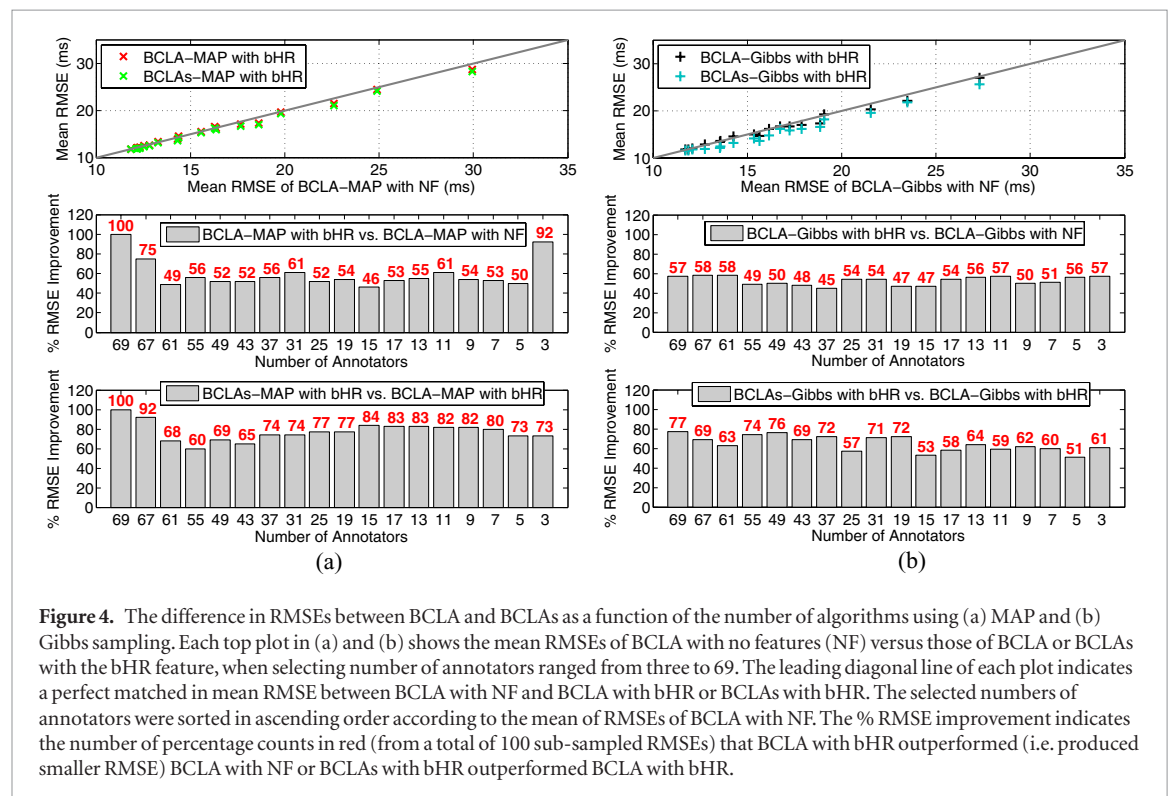 Mean RMSE (ms)
30
20
10
BCLA−MAP with bHR
BCLAs−MAP with bHR
10 15 20 25 30 35
Mean RMSE of BCLA−MAP with NF (ms)
% RMSE Improvement
120
100
80
60
40
20
0
BCLA−MAP with bHR vs. BCLA−MAP with NF
100 75 49 56 52 52 56 61 52 54 46 53 55 61 54 53 50 92
69 67 61 55 49 43 37 31 25 19 15 17 13 11 9 7 5 3
Number of Annotators
% RMSE Improvement
120
100
80
60
40
20
0
BCLAs−MAP with bHR vs. BCLA−MAP with bHR
100 92 68 60 69 65 74 74 77 77 84 83 83 82 82 80 73 73
69 67 61 55 49 43 37 31 25 19 15 17 13 11 9 7 5 3
Number of Annotators
(a)
Mean RMSE (ms)
30
20
10
BCLA−Gibbs with bHR
BCLAs−Gibbs with bHR
10 15 20 25 30 35
Mean RMSE of BCLA−Gibbs with NF (ms)
% RMSE Improvement
120
100
80
60
40
20
0
BCLA−Gibbs with bHR vs. BCLA−Gibbs with NF
57 58 58 49 50 48 45 54 54 47 47 54 56 57 50 51 56 57
69 67 61 55 49 43 37 25 31 19 15 17 13 11 9 7 5 3
Number of Annotators
% RMSE Improvement
120
100
80
60
40
20
0
BCLAs−Gibbs with bHR vs. BCLA−Gibbs with bHR
77 69 63 74 76 69 72 57 71 72 53 58 64 59 62 60 51 61
69 67 61 55 49 43 37 25 31 19 15 17 13 11 9 7 5 3
Number of Annotators
(b)
Figure 4. The difference in RMSEs between BCLA and BCLAs as a function of the number of algorithms using (a) MAP and (b)
Gibbs sampling. Each top plot in (a) and (b) shows the mean RMSEs of BCLA with no features (NF) versus those of BCLA or BCLAs
with the bHR feature, when selecting number of annotators ranged from three to 69. The leading diagonal line of each plot indicates
a perfect matched in mean RMSE between BCLA with NF and BCLA with bHR or BCLAs with bHR. The selected numbers of
annotators were sorted in ascending order according to the mean of RMSEs of BCLA with NF. The % RMSE improvement indicates
the number of percentage counts in red (from a total of 100 sub-sampled RMSEs) that BCLA with bHR outperformed (i.e. produced
smaller RMSE) BCLA with NF or BCLAs with bHR outperformed BCLA with bHR.